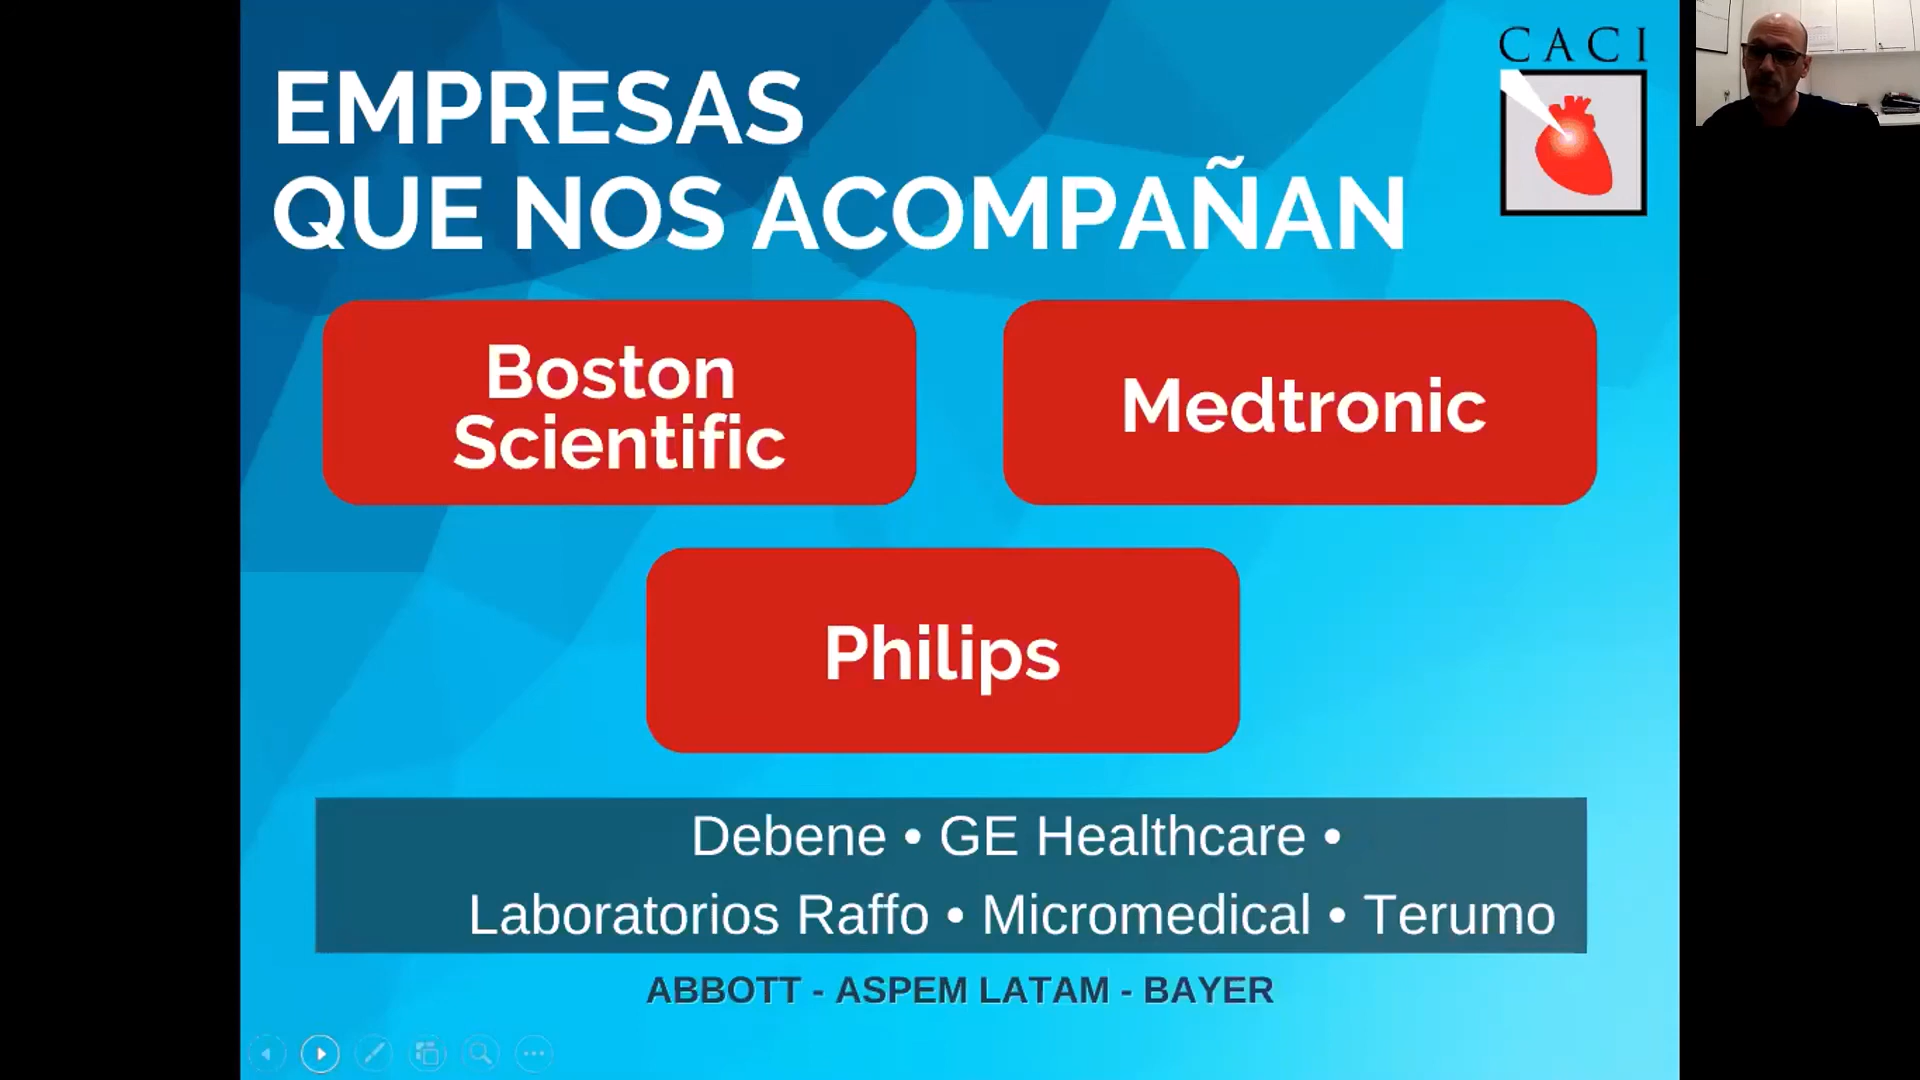 EMPRESAS
QUE NOS ACOMPAÑAN
CACI
Boston
Scientific
Medtronic
Philips
Debene • GE Healthcare •
Laboratorios Raffo • Micromedical • Terumo
ABBOTT - ASPEM LATAM - BAYER